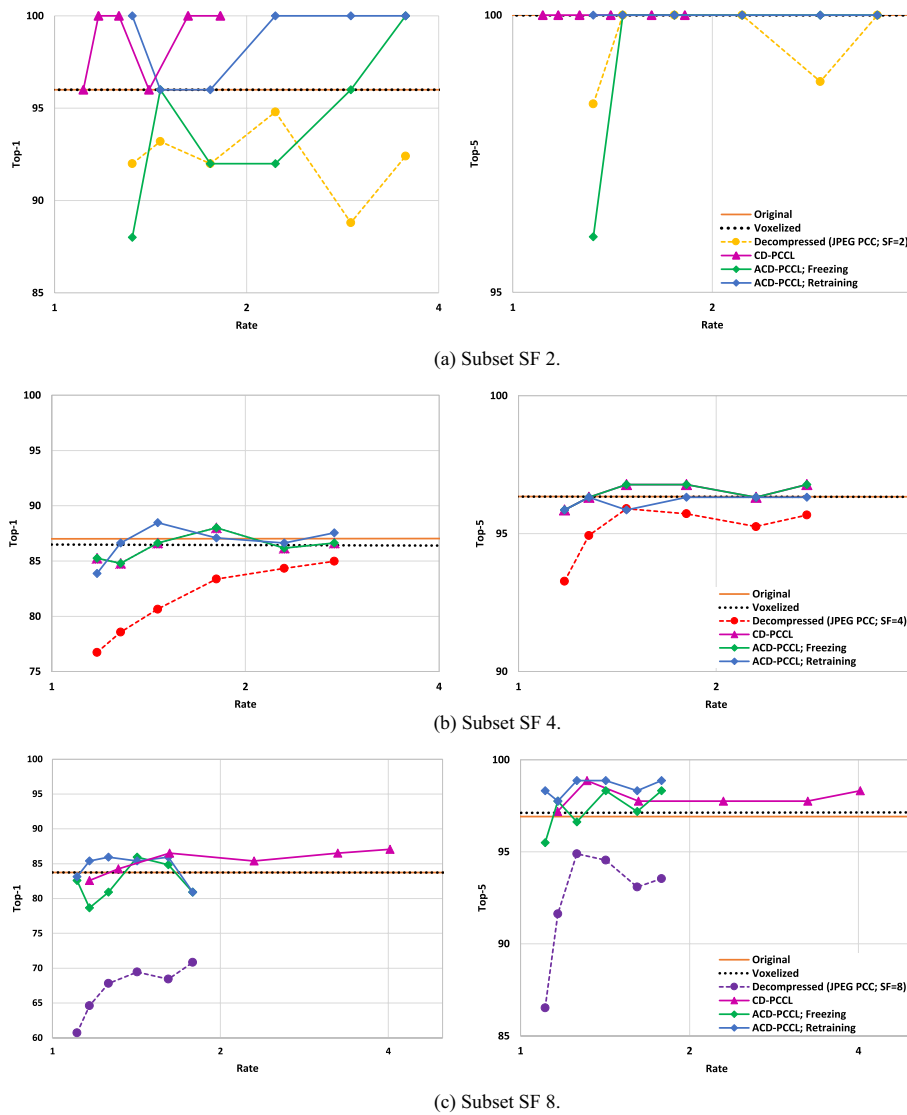 100
95
90
85
Top-1
1
2
4
Rate
100
95
Top-5
1
2
Rate
Original
Voxelized
Decompressed (JPEG PCC; SF=2)
CD-PCCL
ACD-PCCL; Freezing
ACD-PCCL; Retraining
(a) Subset SF 2.
100
95
90
85
80
75
Top-1
1
2
4
Rate
100
95
90
Top-5
1
2
Rate
Original
Voxelized
Decompressed (JPEG PCC; SF=4)
CD-PCCL
ACD-PCCL; Freezing
ACD-PCCL; Retraining
(b) Subset SF 4.
100
95
90
85
80
75
70
65
60
Top-1
1
2
4
Rate
100
95
90
85
Top-5
1
2
4
Rate
Original
Voxelized
Decompressed (JPEG PCC; SF=8)
CD-PCCL
ACD-PCCL; Freezing
ACD-PCCL; Retraining
(c) Subset SF 8.